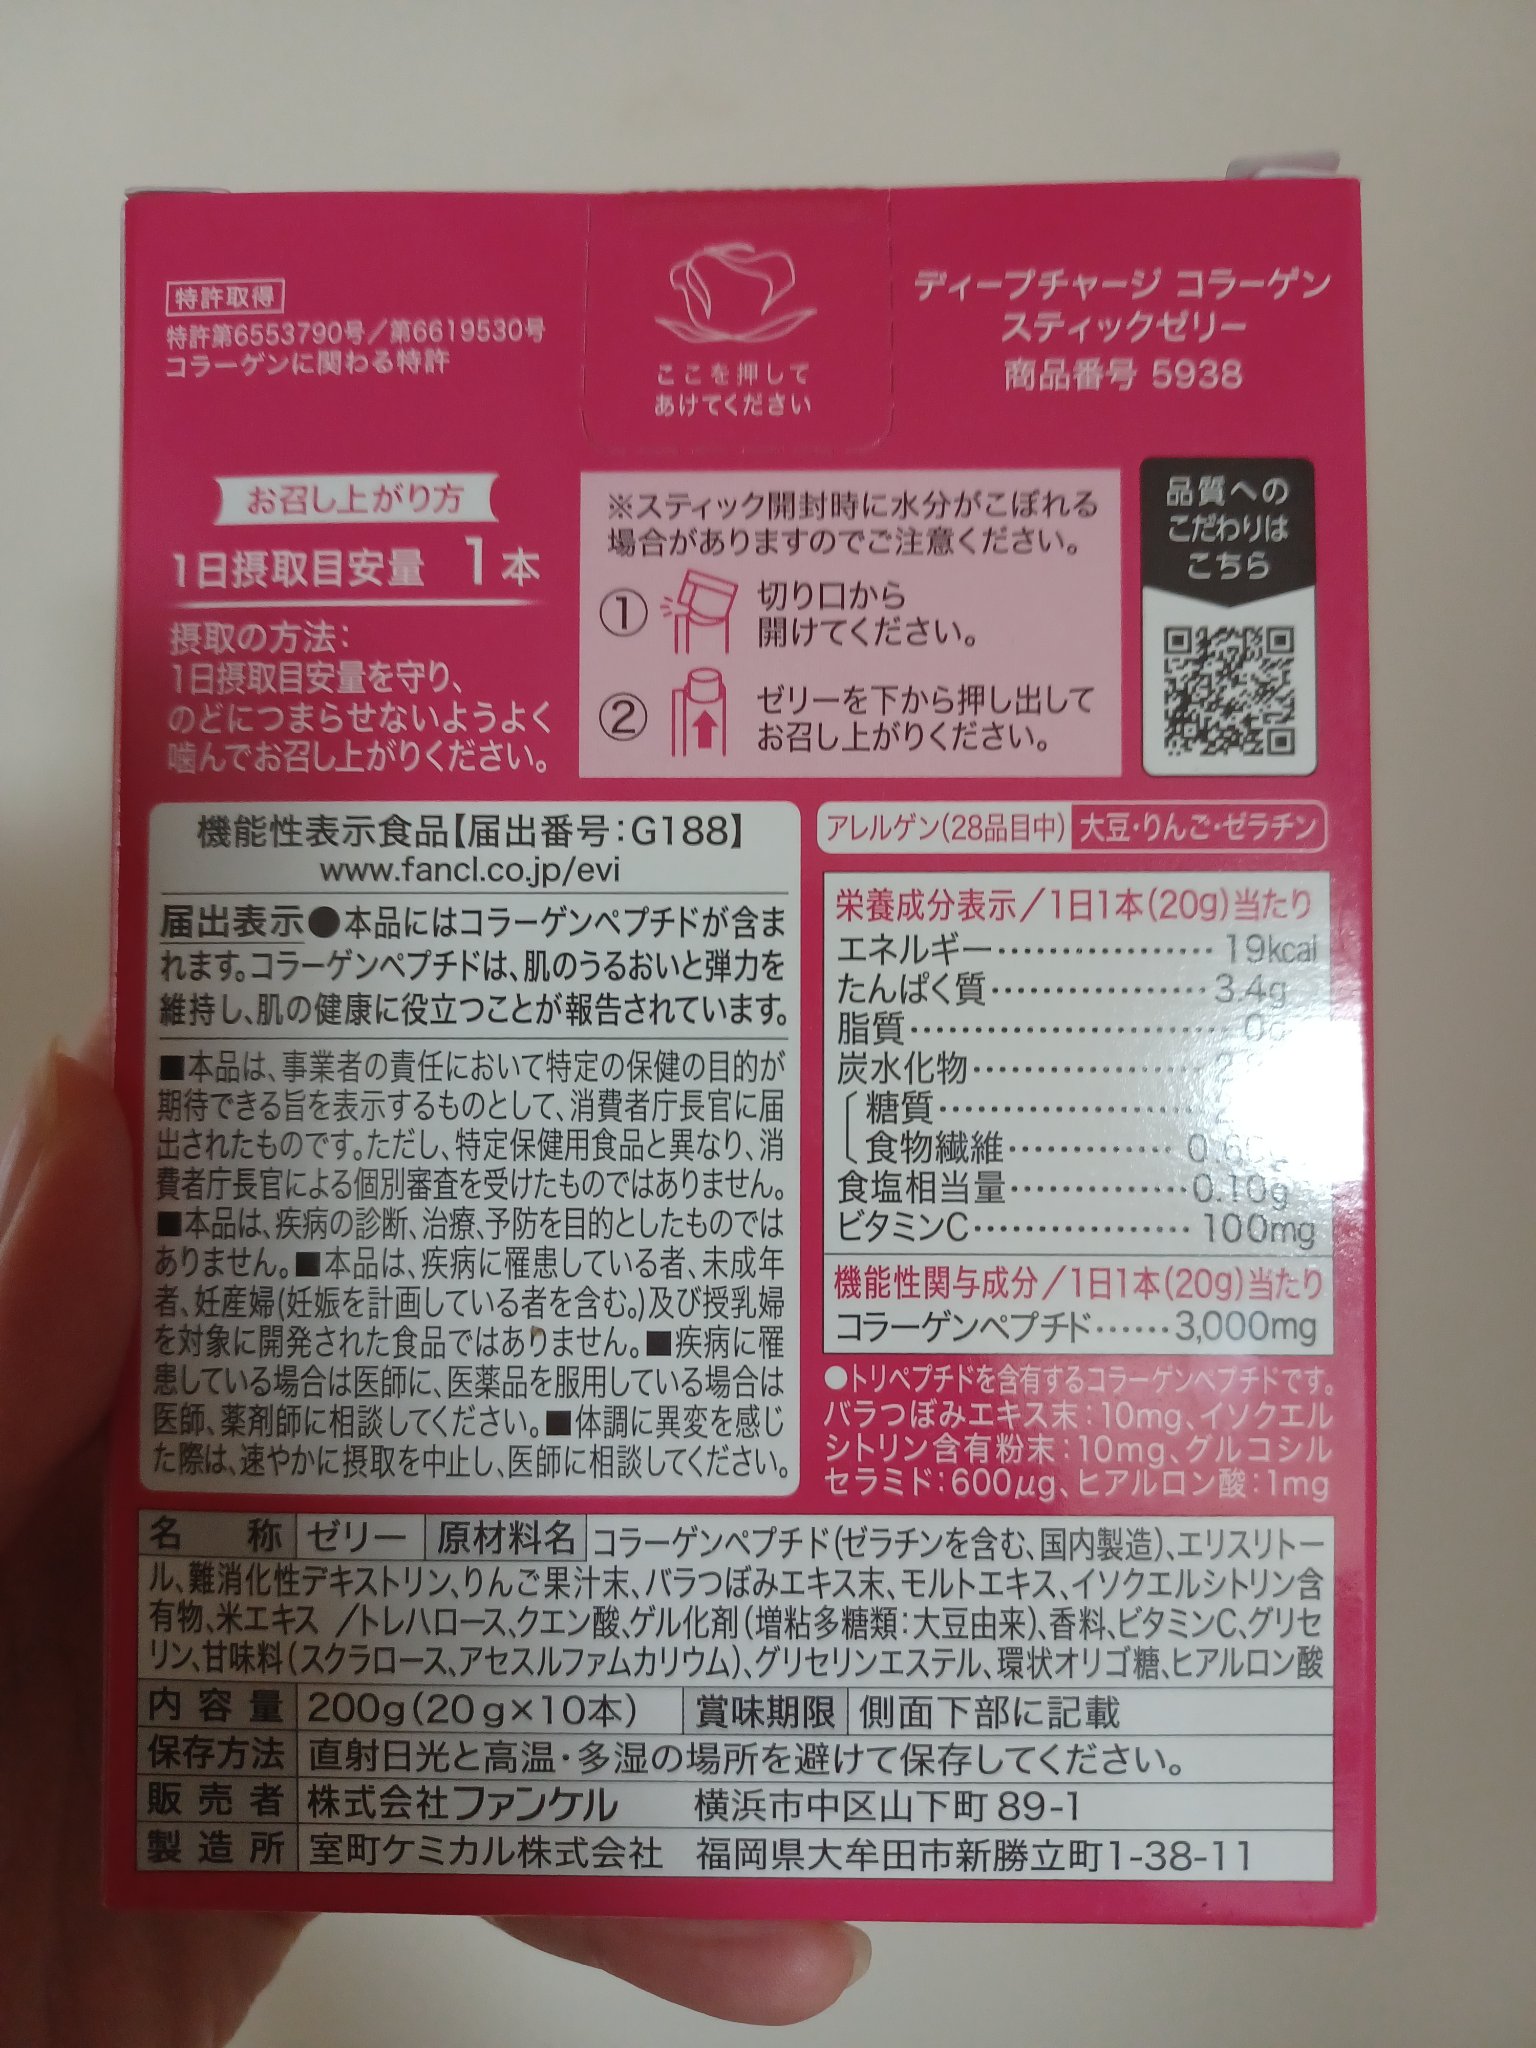 特許取得
特許第6553790号／第6619530号
コラーゲンに関わる特許
ここを押して
あけてください
ディープチャージ コラーゲン
スティックゼリー
商品番号 5938
お召し上がり方
1日摂取目安量 1本
摂取の方法：
1日摂取目安量を守り、
のどにつまらせないようよく
噛んでお召し上がりください。
※スティック開封時に水分がこぼれる
場合がありますのでご注意ください。
① 切り口から
開けてください。
② ゼリーを下から押し出して
お召し上がりください。
品質への
こだわりは
こちら
機能性表示食品【届出番号：G188】
www.fancl.co.jp/evi
届出表示●本品にはコラーゲンペプチドが含ま
れます。コラーゲンペプチドは、肌のうるおいと弾力を
維持し、肌の健康に役立つことが報告されています。
■本品は、事業者の責任において特定の保健の目的が
期待できる旨を表示するものとして、消費者庁長官に届
出されたものです。ただし、特定保健用食品と異なり、消
費者庁長官による個別審査を受けたものではありません。
■本品は、疾病の診断、治療、予防を目的としたものでは
ありません。■本品は、疾病に罹患している者、未成年
者、妊産婦(妊娠を計画している者を含む。)及び授乳婦
を対象に開発された食品ではありません。■疾病に罹
患している場合は医師に、医薬品を服用している場合は
医師、薬剤師に相談してください。■体調に異変を感じ
た際は、速やかに摂取を中止し、医師に相談してください。
アレルゲン(28品目中) 大豆・りんご・ゼラチン
栄養成分表示／1日1本(20g)当たり
エネルギー………………19kcal
たんぱく質………………3.4g
脂質………………
炭水化物………………
糖質………………
食物繊維…………
食塩相当量…………0.10g
ビタミンC………………100mg
機能性関与成分／1日1本(20g)当たり
コラーゲンペプチド……3,000mg
●トリペプチドを含有するコラーゲンペプチドです。
バラつぼみエキス末：10mg、イソクエル
シトリン含有粉末：10mg、グルコシル
セラミド：600μg、ヒアルロン酸：1mg
名称 ゼリー 原材料名 コラーゲンペプチド(ゼラチンを含む、国内製造)、エリスリトー
ル、難消化性デキストリン、りんご果汁末、バラつぼみエキス末、モルトエキス、イソクエルシトリン含
有物、米エキス ／トレハロース、クエン酸、ゲル化剤(増粘多糖類：大豆由来)、香料、ビタミンC、グリセ
リン、甘味料(スクラロース、アセスルファムカリウム)、グリセリンエステル、環状オリゴ糖、ヒアルロン酸
内容量 200g(20g×10本) 賞味期限 側面下部に記載
保存方法 直射日光と高温・多湿の場所を避けて保存してください。
販売者 株式会社ファンケル 横浜市中区山下町89-1
製造所 室町ケミカル株式会社 福岡県大牟田市新勝立町1-38-11